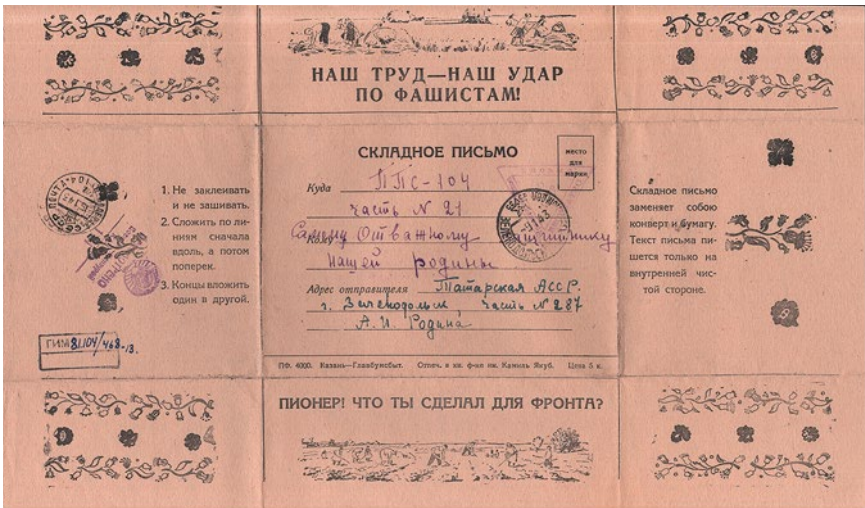 НАШ ТРУД—НАШ УДАР
ПО ФАШИСТАМ!
1. Не заклеивать
и не зашивать.
2. Сложить по ли-
ниям сначала
вдоль, а потом
поперек.
3. Концы вложить
один в другой.
ГИМ 81104/468-13.
СКЛАДНОЕ ПИСЬМО
место
для
марки
Куда ППС-104
часть № 21
Кому Самому Отважному
нашей родины
Адрес отправителя Татарская АССР.
г. Зеленодольск, часть № 287
А. И. Родина
ПФ. 4000. Казань—Главбумсбыт. Отпеч. в кн. ф-ке им. Камиль Якуб. Цена 5 к.
Складное письмо
заменяет собою
конверт и бумагу.
Текст письма пи-
шется только на
внутренней чис-
той стороне.
ПИОНЕР! ЧТО ТЫ СДЕЛАЛ ДЛЯ ФРОНТА?